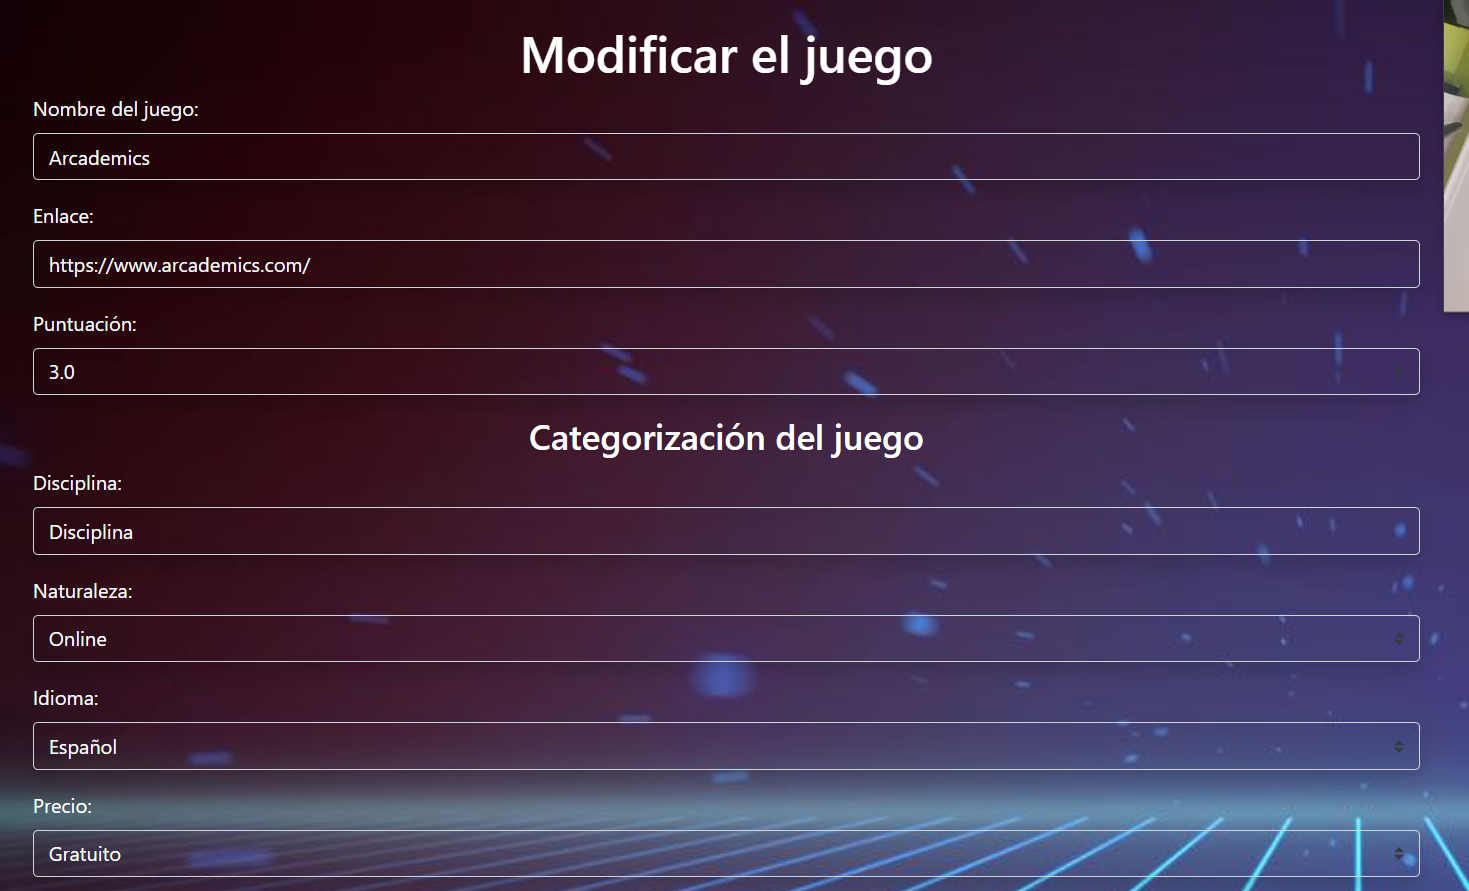 Modificar el juego
Nombre del juego:
Arcademics
Enlace:
https://www.arcademics.com/
Puntuación:
3.0
Categorización del juego
Disciplina:
Disciplina
Naturaleza:
Online
Idioma:
Español
Precio:
Gratuito